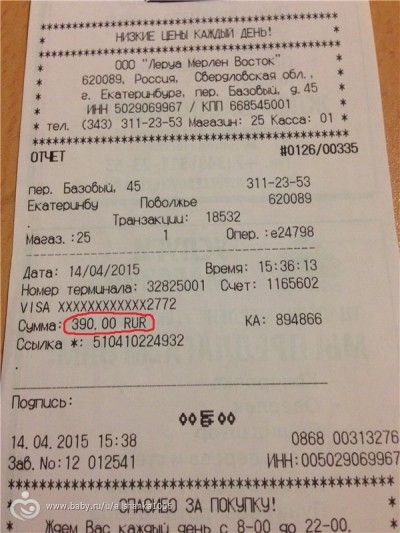 НИЗКИЕ ЦЕНЫ КАЖДЫЙ ДЕНЬ!
ООО "Леруа Мерлен Восток"
620089, Россия, Свердловская обл.,
г. Екатеринбург, пер. Базовый, д.45
ИНН 5029069967 / КПП 668545001
* тел. (343) 311-23-53 Магазин: 25 Касса: 01 *
ОТЧЕТ #0126/00335
пер. Базовый, 45 311-23-53
Екатеринбу Поволжье 620089
Транзакции: 18532
Магаз.:25 1 Опер.:e24798
Дата: 14/04/2015 Время: 15:36:13
Номер терминала: 32825001 Счет: 1165602
VISA XXXXXXXXXXXX2772
Сумма: 390.00 RUR КА: 894866
Ссылка *: 510410224932
Подпись:
14.04.2015 15:38 0868 00313276
Зав.No:12 012541 ИНН:005029069967
СПАСИБО ЗА ПОКУПКУ!
Ждем Вас каждый день с 8-00 до 22-00.